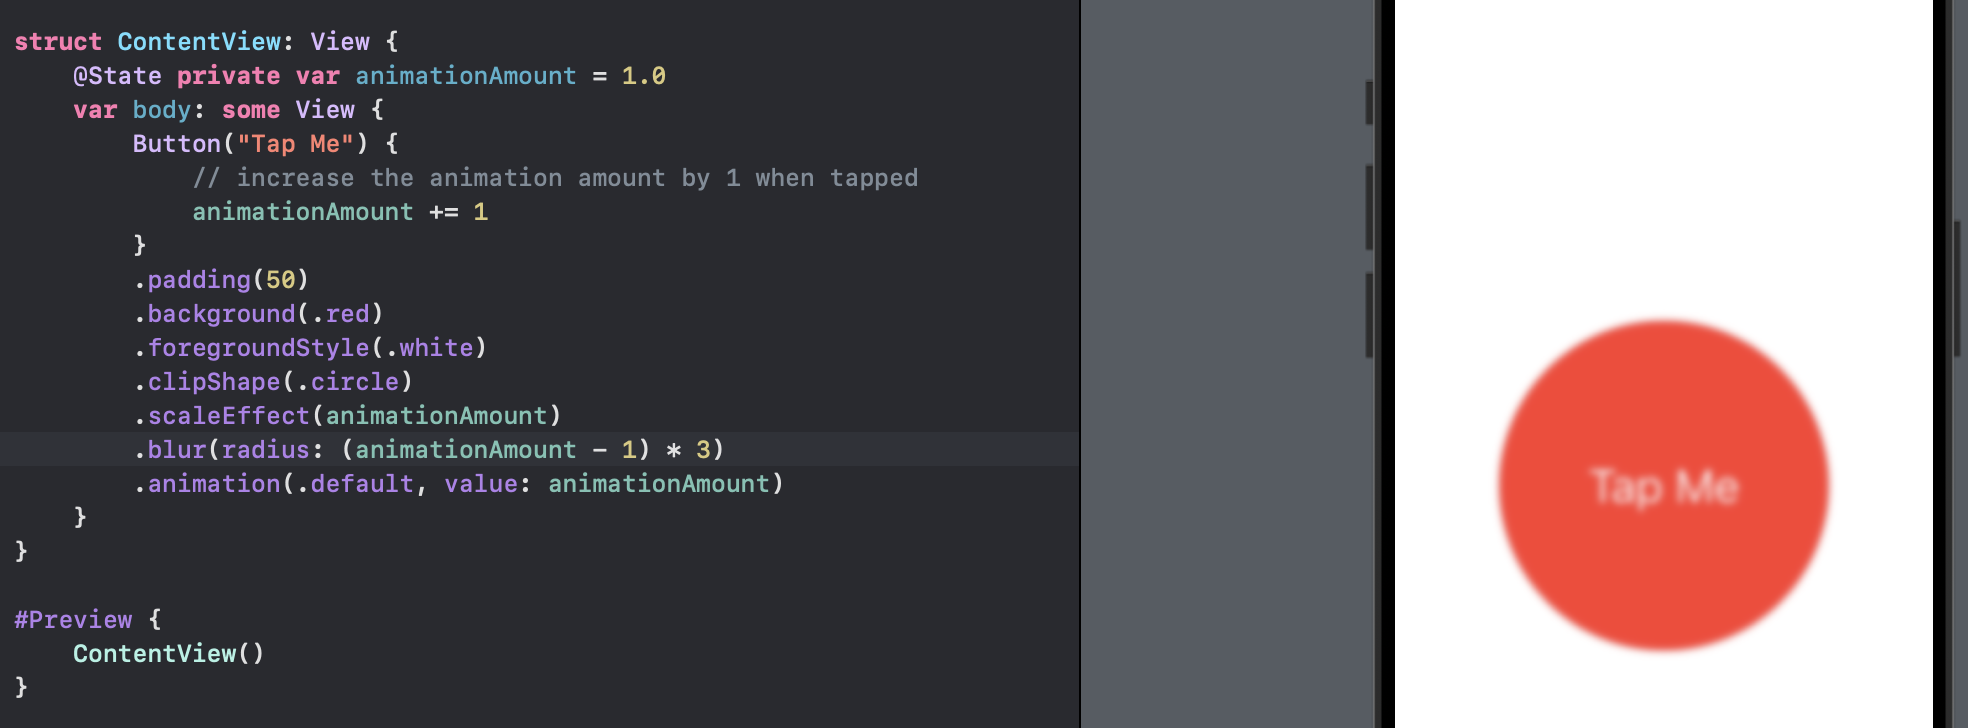 struct ContentView: View {
@State private var animationAmount = 1.0
var body: some View {
Button("Tap Me") {
// increase the animation amount by 1 when tapped
animationAmount += 1
}
.padding(50)
.background(.red)
.foregroundStyle(.white)
.clipShape(.circle)
.scaleEffect(animationAmount)
.blur(radius: (animationAmount - 1) * 3)
.animation(.default, value: animationAmount)
}
}
#Preview {
ContentView()
}
Tap Me